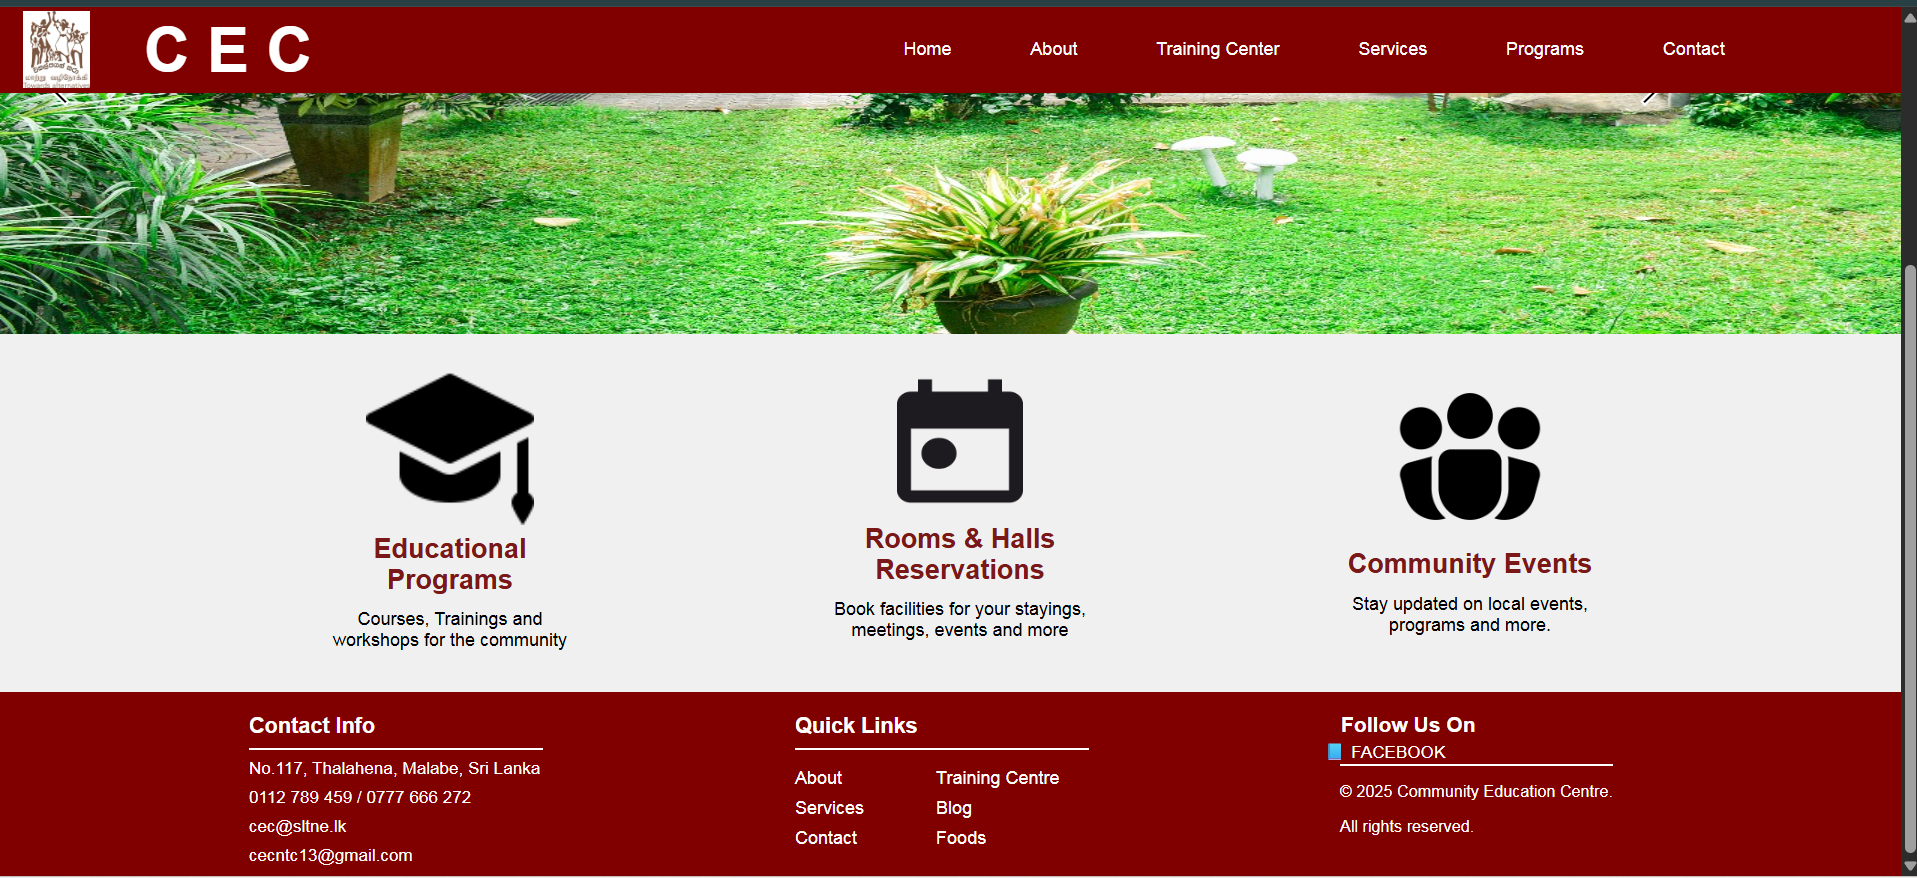 மாற்று வழிநோக்கி
Towards alternatives
C E C
Home
About
Training Center
Services
Programs
Contact
Educational
Programs
Courses, Trainings and
workshops for the community
Rooms & Halls
Reservations
Book facilities for your stayings,
meetings, events and more
Community Events
Stay updated on local events,
programs and more.
Contact Info
No.117, Thalahena, Malabe, Sri Lanka
0112 789 459 / 0777 666 272
cec@sltne.lk
cecntc13@gmail.com
Quick Links
About
Training Centre
Services
Blog
Contact
Foods
Follow Us On
FACEBOOK
© 2025 Community Education Centre.
All rights reserved.